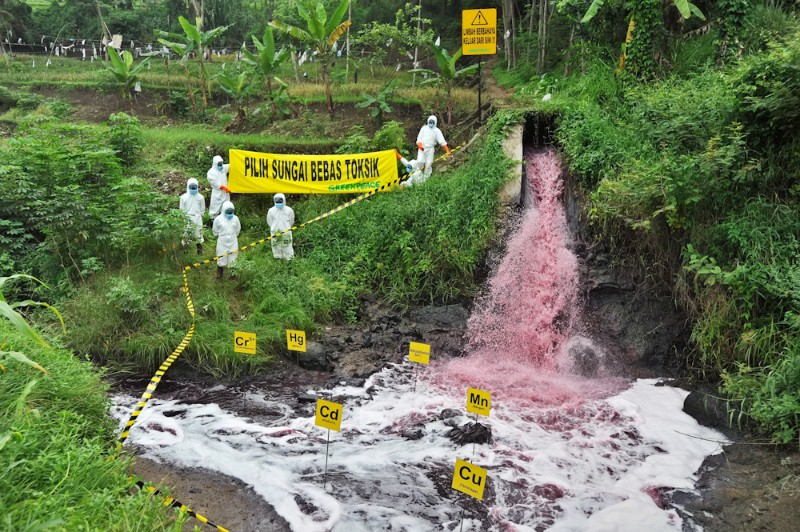 LIMBAH BERBAHAYA
KELUAR DARI SINI !!
PILIH SUNGAI BEBAS TOKSIK
GREENPEACE
Cr
Hg
Cd
Mn
Cu